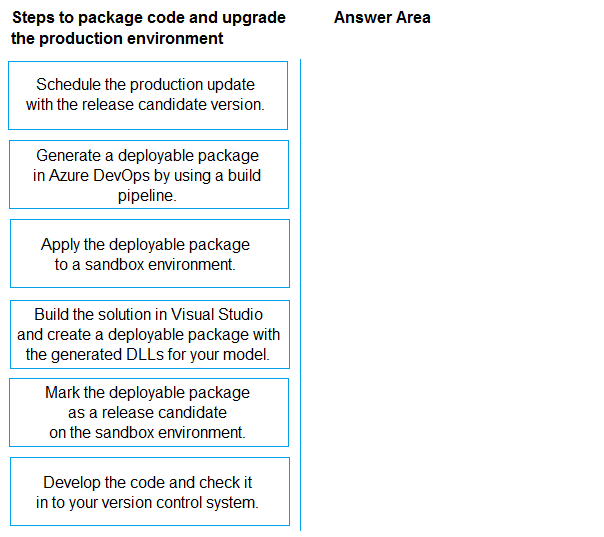 Steps to package code and upgrade
the production environment
Answer Area
Schedule the production update
with the release candidate version.
Generate a deployable package
in Azure DevOps by using a build
pipeline.
Apply the deployable package
to a sandbox environment.
Build the solution in Visual Studio
and create a deployable package with
the generated DLLs for your model.
Mark the deployable package
as a release candidate
on the sandbox environment.
Develop the code and check it
in to your version control system.